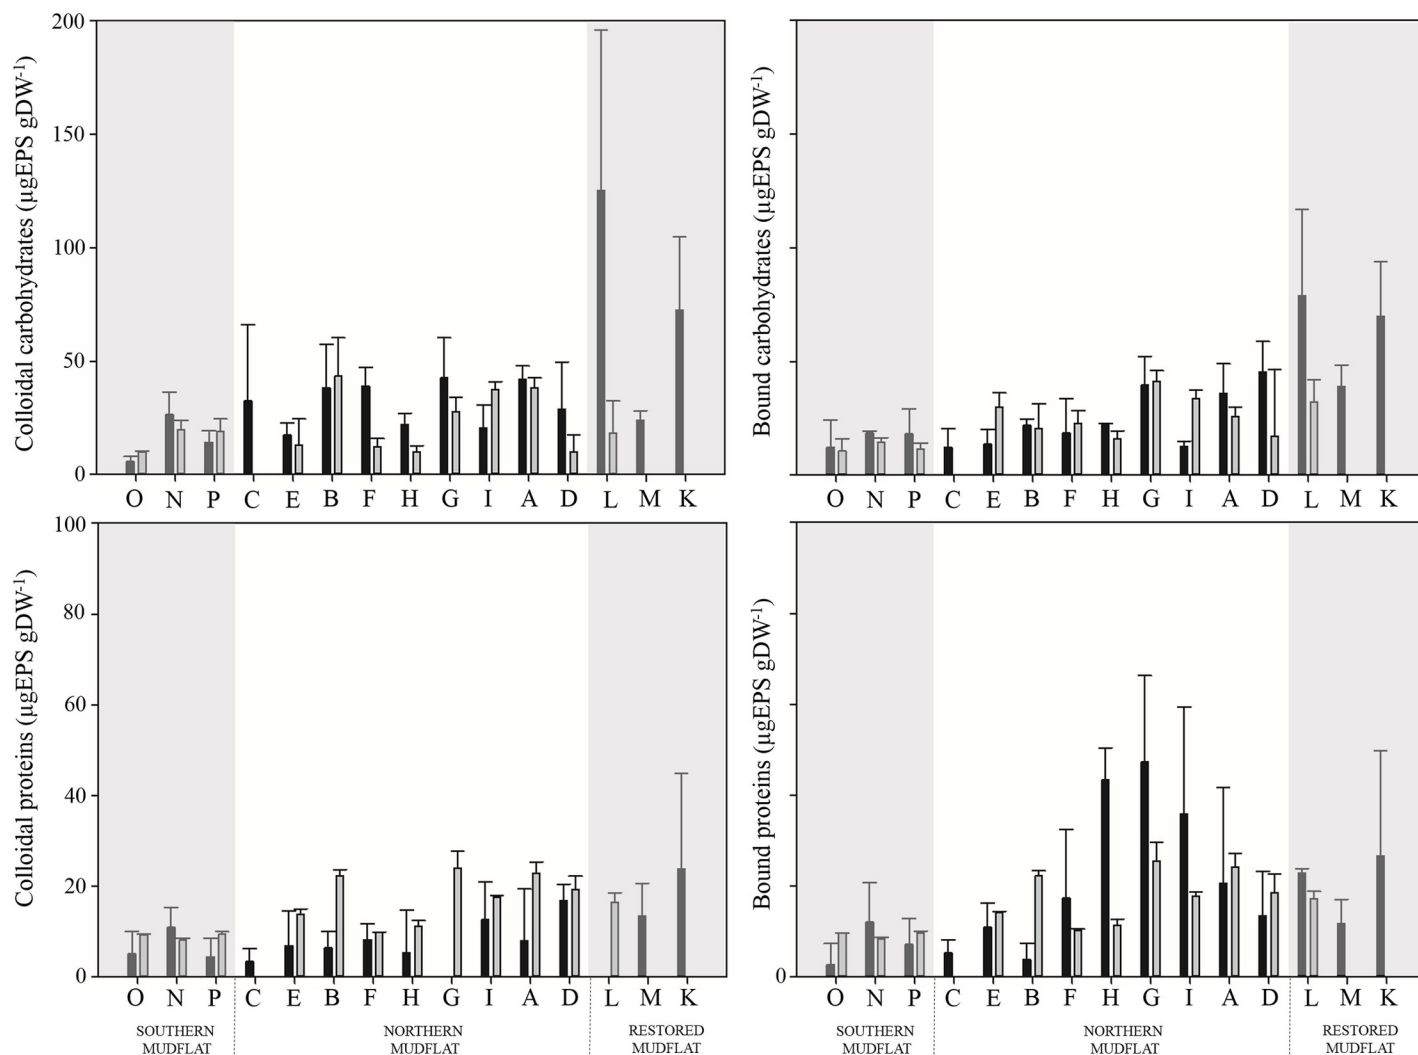 Colloidal carbohydrates (µgEPS gDW-1)
200
150
100
50
0
O N P C E B F H G I A D L M K
Bound carbohydrates (µgEPS gDW-1)
O N P C E B F H G I A D L M K
Colloidal proteins (µgEPS gDW-1)
100
80
60
40
20
0
O N P C E B F H G I A D L M K
SOUTHERN
MUDFLAT
NORTHERN
MUDFLAT
RESTORED
MUDFLAT
Bound proteins (µgEPS gDW-1)
0
O N P C E B F H G I A D L M K
SOUTHERN
MUDFLAT
NORTHERN
MUDFLAT
RESTORED
MUDFLAT